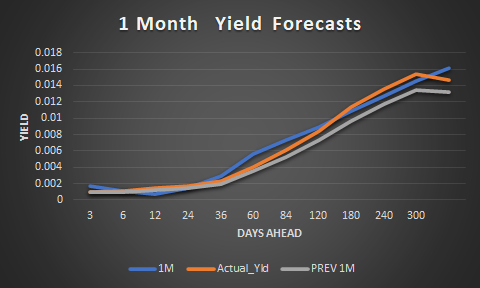 1 Month Yield Forecasts
0.018
0.016
0.014
0.012
0.01
0.008
0.006
0.004
0.002
0
YIELD
3 6 12 24 36 60 84 120 180 240 300
DAYS AHEAD
1M Actual_Yld PREV 1M